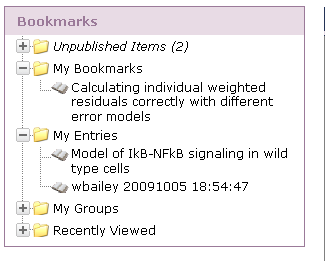 Bookmarks
Unpublished Items (2)
My Bookmarks
Calculating individual weighted
residuals correctly with different
error models
My Entries
Model of IkB-NFkB signaling in wild
type cells
wbailey 20091005 18:54:47
My Groups
Recently Viewed